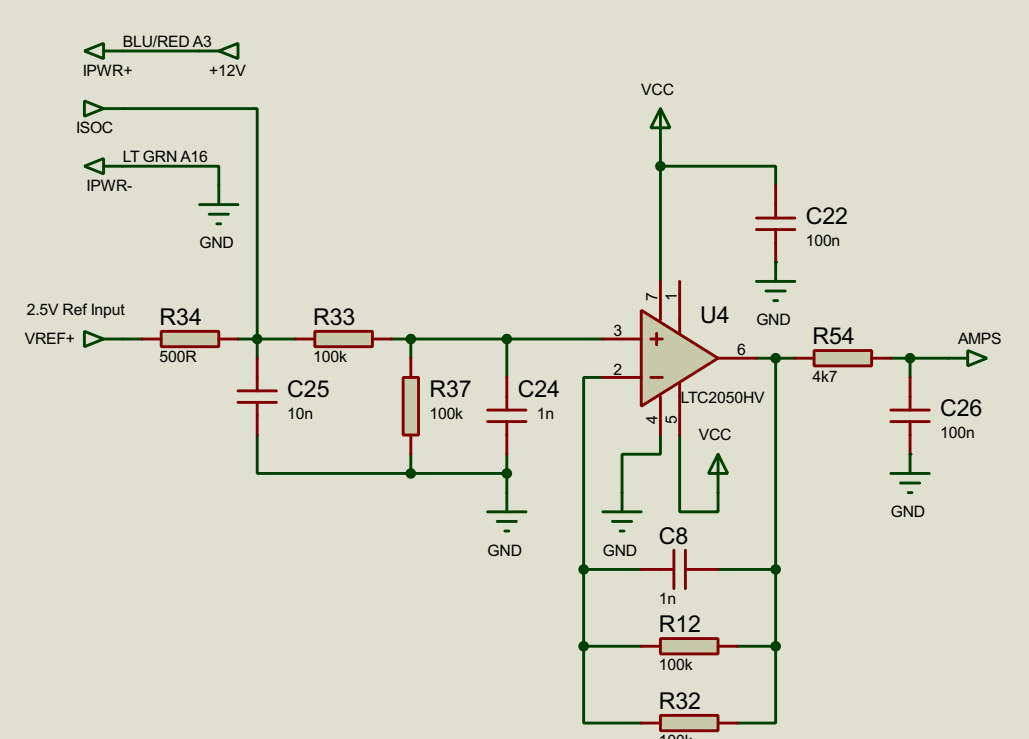 BLU/RED A3
IPWR+
+12V
ISOC
LT GRN A16
IPWR-
GND
2.5V Ref Input
VREF+
R34
500R
R33
100k
C25
10n
R37
100k
C24
1n
GND
VCC
C22
100n
GND
7
1
U4
3
2
6
LTC2050HV
4
5
VCC
GND
R54
4k7
AMPS
C26
100n
GND
C8
1n
R12
100k
R32
100k